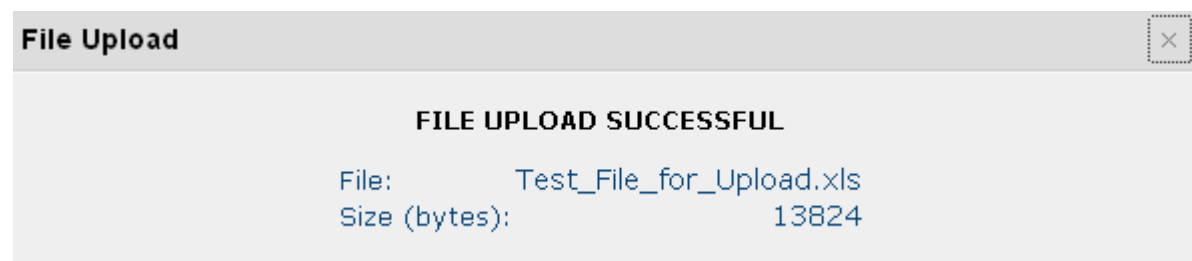 File Upload
FILE UPLOAD SUCCESSFUL
File: Test_File_for_Upload.xls
Size (bytes): 13824